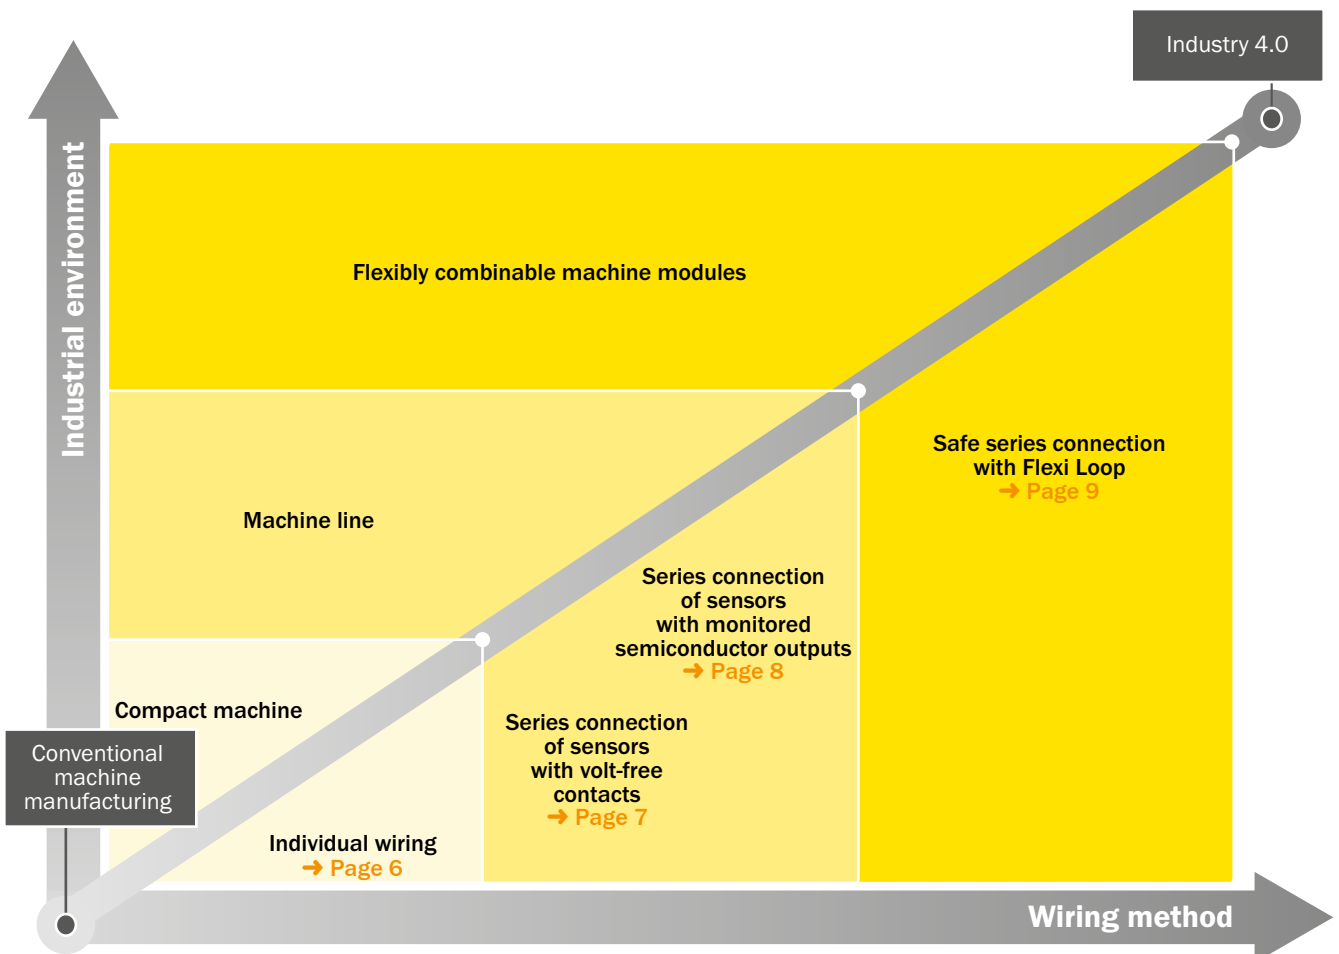 Industry 4.0
Industrial environment
Flexibly combinable machine modules
Safe series connection
with Flexi Loop
➔ Page 9
Machine line
Series connection
of sensors
with monitored
semiconductor outputs
➔ Page 8
Compact machine
Series connection
of sensors
with volt-free
contacts
➔ Page 7
Conventional
machine
manufacturing
Individual wiring
➔ Page 6
Wiring method